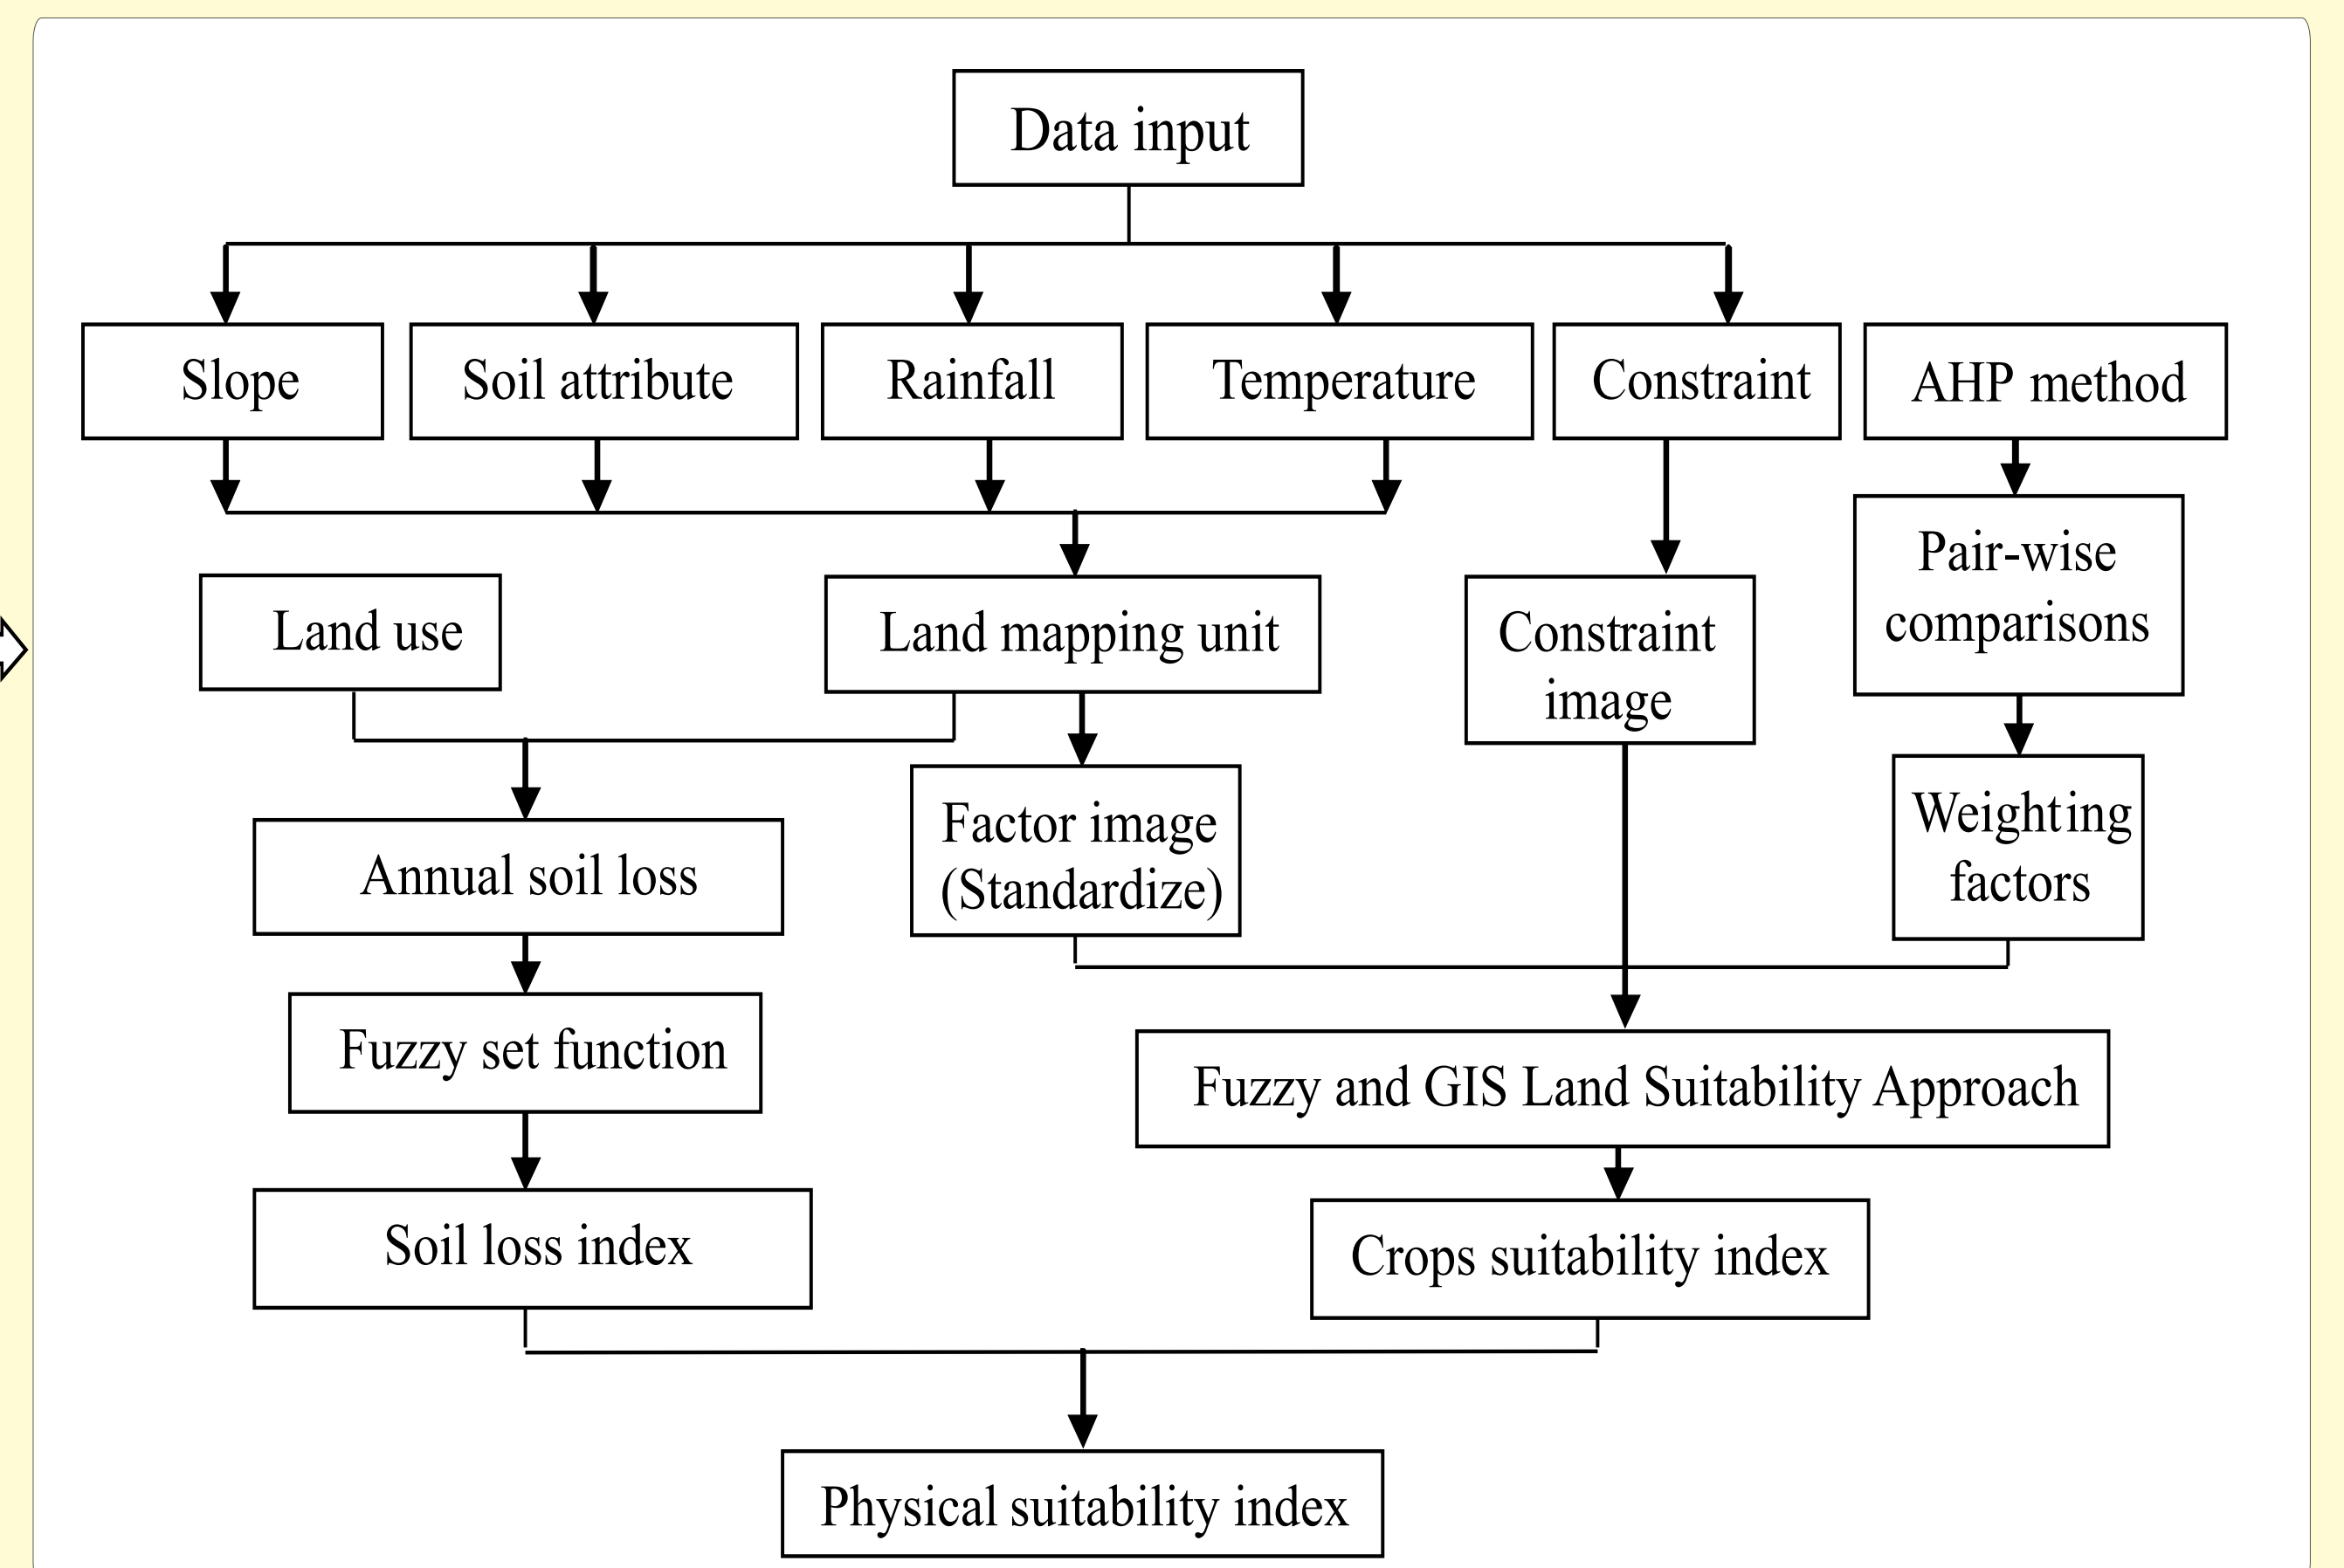 Data input
Slope
Soil attribute
Rainfall
Temperature
Constraint
AHP method
Pair-wise
comparisons
Land use
Land mapping unit
Constraint
image
Factor image
(Standardize)
Weighting
factors
Annual soil loss
Fuzzy set function
Fuzzy and GIS Land Suitability Approach
Soil loss index
Crops suitability index
Physical suitability index